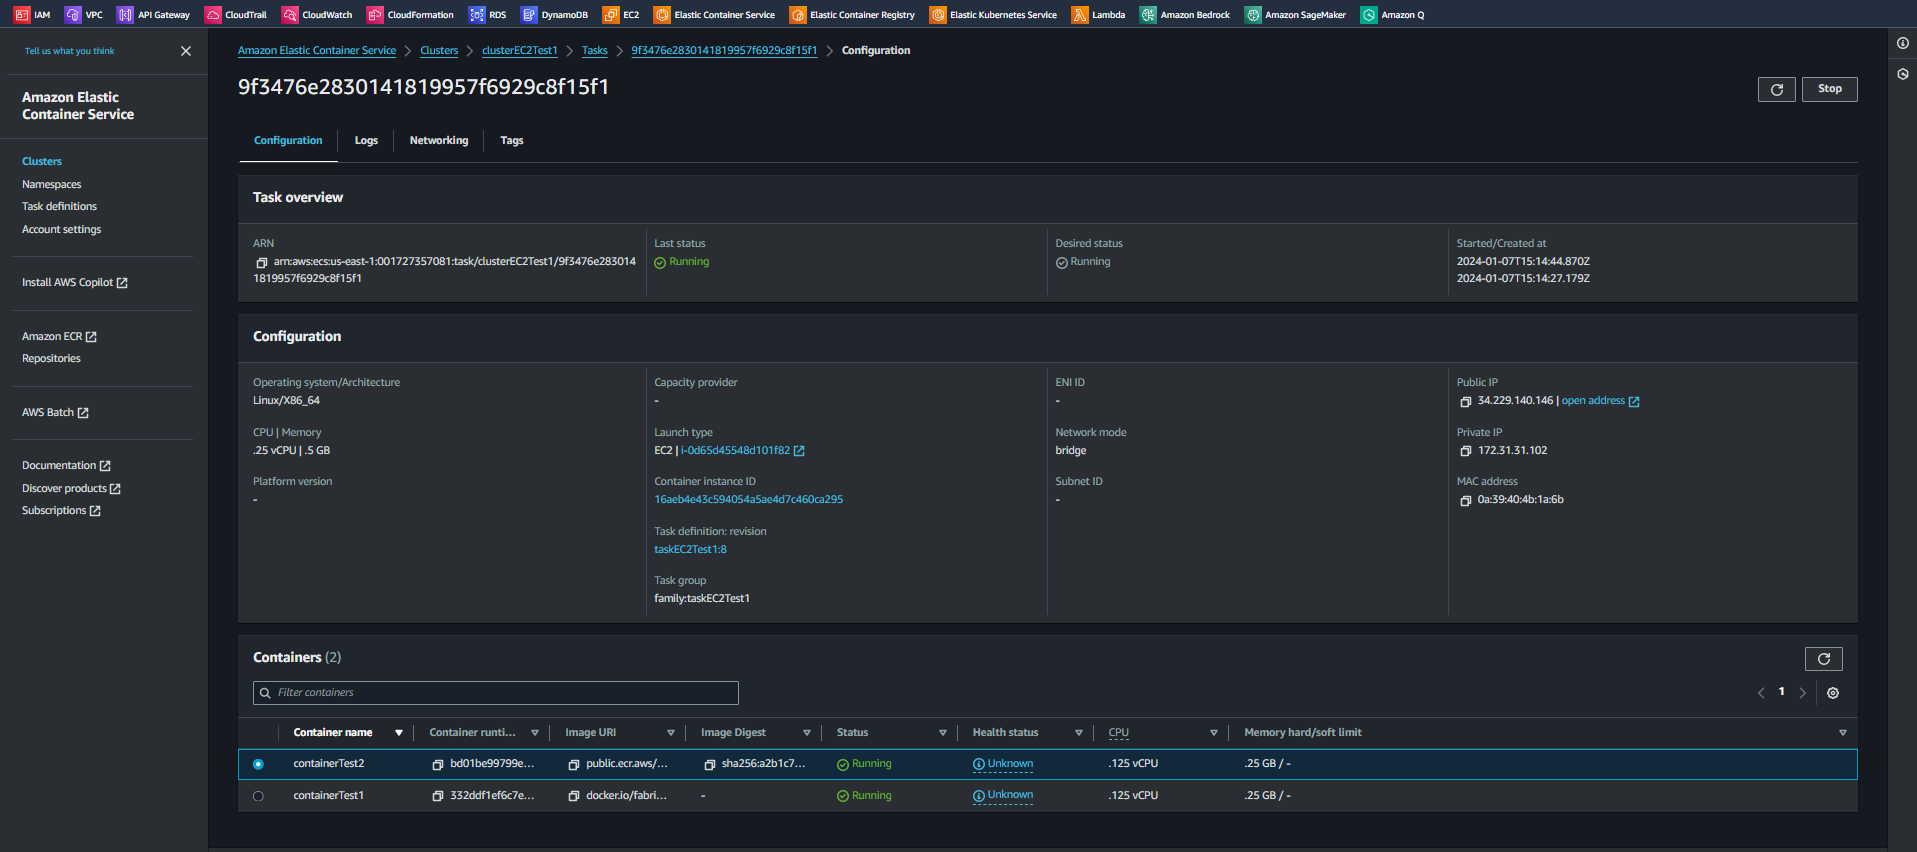 IAM VPC API Gateway CloudTrail CloudWatch CloudFormation RDS DynamoDB EC2 Elastic Container Service Elastic Container Registry Elastic Kubernetes Service Lambda Amazon Bedrock Amazon SageMaker Amazon Q
Tell us what you think
Amazon Elastic
Container Service
Clusters
Namespaces
Task definitions
Account settings
Install AWS Copilot
Amazon ECR
Repositories
AWS Batch
Documentation
Discover products
Subscriptions
Amazon Elastic Container Service Clusters clusterEC2Test1 Tasks 9f3476e2830141819957f6929c8f15f1 Configuration
9f3476e2830141819957f6929c8f15f1
Stop
Configuration Logs Networking Tags
Task overview
ARN
arn:aws:ecs:us-east-1:001727357081:task/clusterEC2Test1/9f3476e283014
1819957f6929c8f15f1
Last status
Running
Desired status
Running
Started/Created at
2024-01-07T15:14:44.870Z
2024-01-07T15:14:27.179Z
Configuration
Operating system/Architecture
Linux/X86_64
CPU | Memory
.25 vCPU | .5 GB
Platform version
-
Capacity provider
-
Launch type
EC2 | i-0d65d45548d101f82
Container instance ID
16aeb4e43c594054a5ae4d7c460ca295
Task definition: revision
taskEC2Test1:8
Task group
family:taskEC2Test1
ENI ID
-
Network mode
bridge
Subnet ID
-
Public IP
34.229.140.146 | open address
Private IP
172.31.31.102
MAC address
0a:39:40:4b:1a:6b
Containers (2)
Filter containers
1
Container name Container runti... Image URI Image Digest Status Health status CPU Memory hard/soft limit
containerTest2 bd01be99799e... public.ecr.aws/... sha256:a2b1c7... Running Unknown .125 vCPU .25 GB / -
containerTest1 332ddf1ef6c7e... docker.io/fabri... - Running Unknown .125 vCPU .25 GB / -